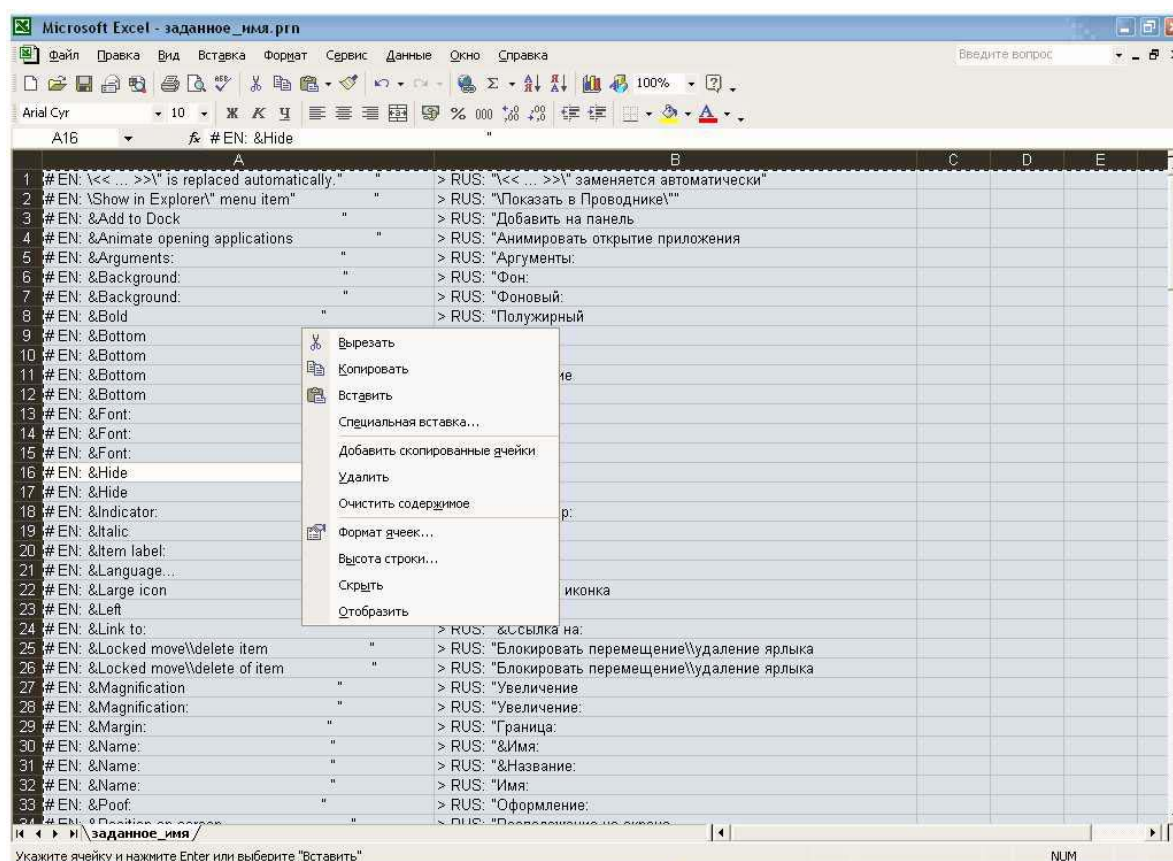 Microsoft Excel - заданное_имя.prn
Файл Правка Вид Вставка Формат Сервис Данные Окно Справка Введите вопрос
100%
Arial Cyr 10 Ж К Ч % 000
A16 fx # EN: &Hide "
A B C D E
1 # EN: \<< ... >>\" is replaced automatically." " > RUS: "\<< ... >>\" заменяется автоматически"
2 # EN: \Show in Explorer\" menu item" " > RUS: "\Показать в Проводнике\""
3 # EN: &Add to Dock " > RUS: "Добавить на панель
4 # EN: &Animate opening applications " > RUS: "Анимировать открытие приложения
5 # EN: &Arguments: " > RUS: "Аргументы:
6 # EN: &Background: " > RUS: "Фон:
7 # EN: &Background: " > RUS: "Фоновый:
8 # EN: &Bold " > RUS: "Полужирный
9 # EN: &Bottom
10 # EN: &Bottom
11 # EN: &Bottom ие
12 # EN: &Bottom
13 # EN: &Font:
14 # EN: &Font:
15 # EN: &Font:
16 # EN: &Hide
17 # EN: &Hide
18 # EN: &Indicator: р:
19 # EN: &Italic
20 # EN: &Item label:
21 # EN: &Language...
22 # EN: &Large icon иконка
23 # EN: &Left
24 # EN: &Link to: > RUS: "&Ссылка на:
25 # EN: &Locked move\\delete item " > RUS: "Блокировать перемещение\\удаление ярлыка
26 # EN: &Locked move\\delete of item " > RUS: "Блокировать перемещение\\удаление ярлыка
27 # EN: &Magnification " > RUS: "Увеличение
28 # EN: &Magnification: " > RUS: "Увеличение:
29 # EN: &Margin: " > RUS: "Граница:
30 # EN: &Name: " > RUS: "&Имя:
31 # EN: &Name: " > RUS: "&Название:
32 # EN: &Name: " > RUS: "Имя:
33 # EN: &Poof: " > RUS: "Оформление:
34 # EN: &Position on screen " > RUS: "Расположение на экране
Вырезать
Копировать
Вставить
Специальная вставка...
Добавить скопированные ячейки
Удалить
Очистить содержимое
Формат ячеек...
Высота строки...
Скрыть
Отобразить
заданное_имя
Укажите ячейку и нажмите Enter или выберите "Вставить" NUM